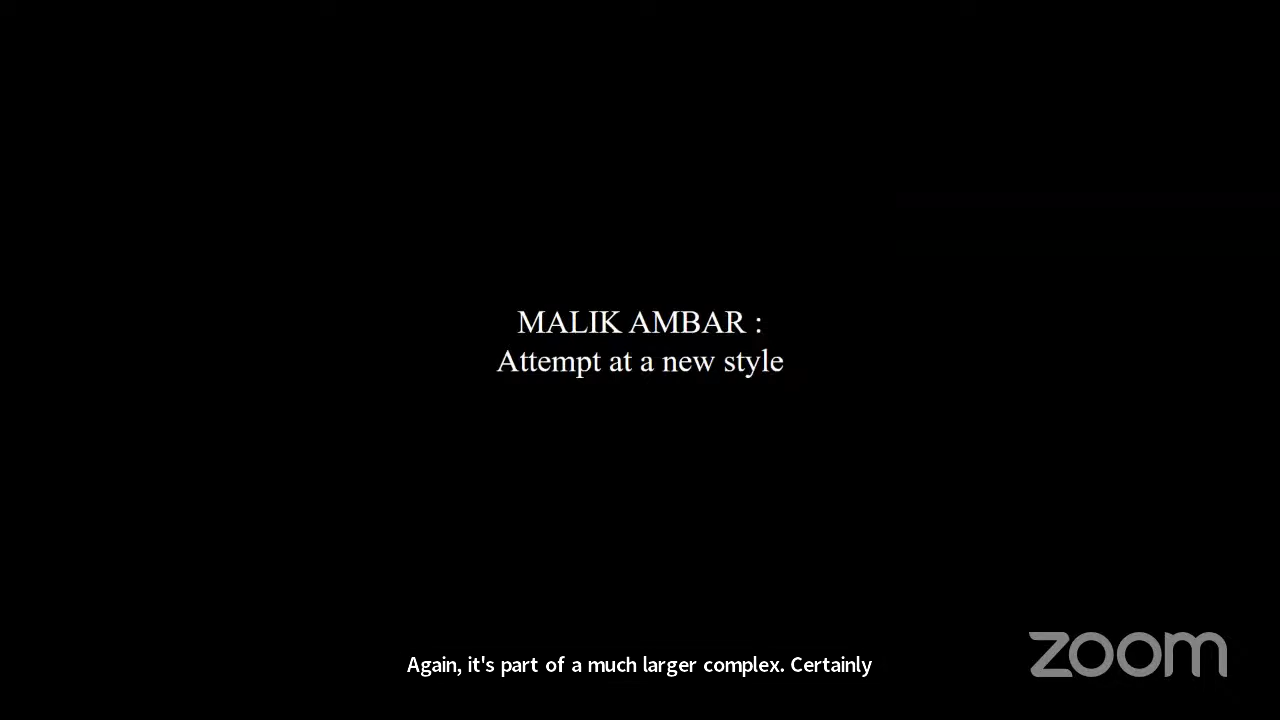 MALIK AMBAR :
Attempt at a new style
Again, it's part of a much larger complex. Certainly
zoom